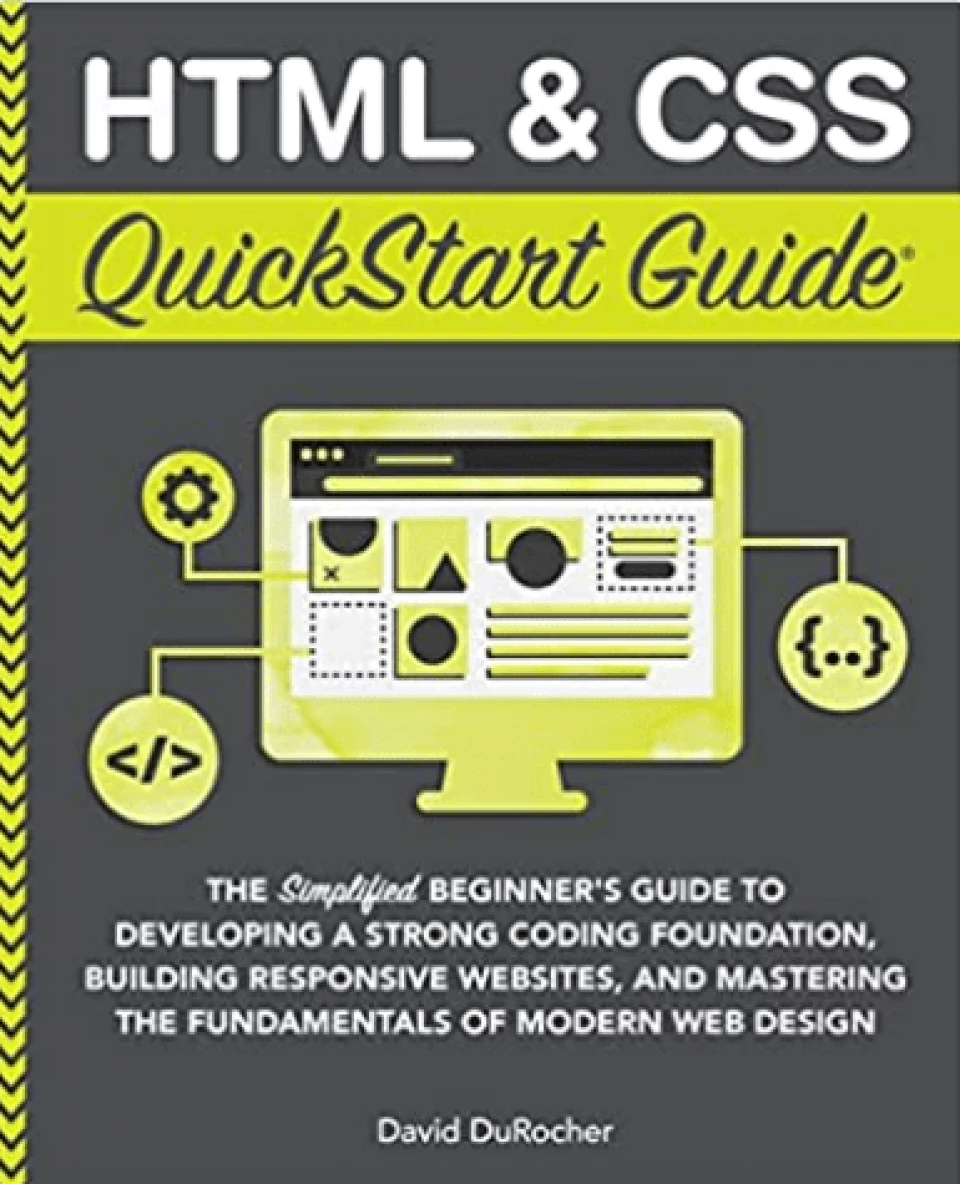 HTML & CSS
QuickStart Guide®
</>
{..}
THE Simplified BEGINNER'S GUIDE TO
DEVELOPING A STRONG CODING FOUNDATION,
BUILDING RESPONSIVE WEBSITES, AND MASTERING
THE FUNDAMENTALS OF MODERN WEB DESIGN
David DuRocher